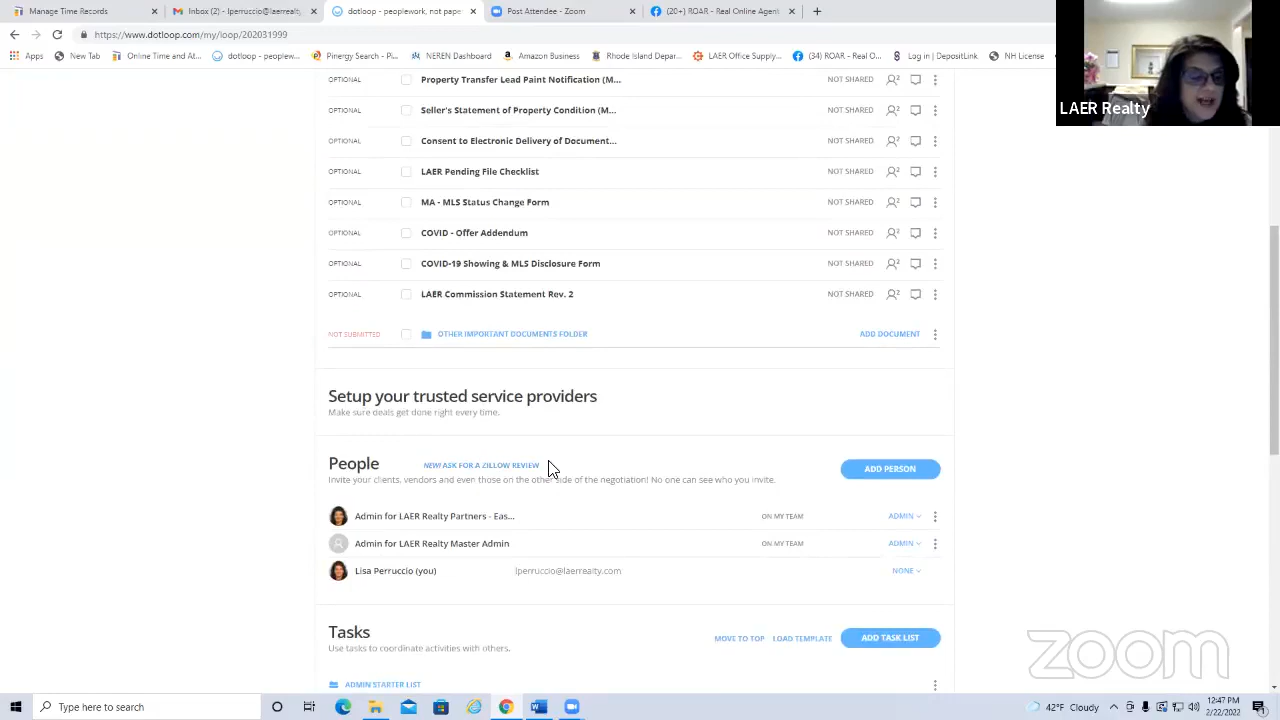 Manage Time Records
Inbox (70) - lperruccio@laerealty
dotloop
Post Attendee - Zoom
(20+) ROAR - Real Online Agent
https://www.dotloop.com/my/loop/202031999
Apps
New Tab
Online Time and At...
dotloop - peoplew...
Pinergy Search - Pi...
NEREN Dashboard
Amazon Business
Rhode Island Depar...
LAER Office Supply...
(34) ROAR - Real O...
Log in | DepositLink
NH License
LAER Realty
OPTIONAL Property Transfer Lead Paint Notification (M... NOT SHARED
OPTIONAL Seller's Statement of Property Condition (M... NOT SHARED
OPTIONAL Consent to Electronic Delivery of Document... NOT SHARED
OPTIONAL LAER Pending File Checklist NOT SHARED
OPTIONAL MA - MLS Status Change Form NOT SHARED
OPTIONAL COVID - Offer Addendum NOT SHARED
OPTIONAL COVID-19 Showing & MLS Disclosure Form NOT SHARED
OPTIONAL LAER Commission Statement Rev. 2 NOT SHARED
NOT SUBMITTED OTHER IMPORTANT DOCUMENTS FOLDER ADD DOCUMENT
Setup your trusted service providers
Make sure deals get done right every time.
People NEW! ASK FOR A ZILLOW REVIEW ADD PERSON
Invite your clients, vendors and even those on the other side of the negotiation! No one can see who you invite.
Admin for LAER Realty Partners - Eas... ON MY TEAM ADMIN
Admin for LAER Realty Master Admin ON MY TEAM ADMIN
Lisa Perruccio (you) lperruccio@laerrealty.com NONE
Tasks MOVE TO TOP LOAD TEMPLATE ADD TASK LIST
Use tasks to coordinate activities with others.
ADMIN STARTER LIST
zoom
Type here to search
42°F Cloudy
12:47 PM
2/22/2022